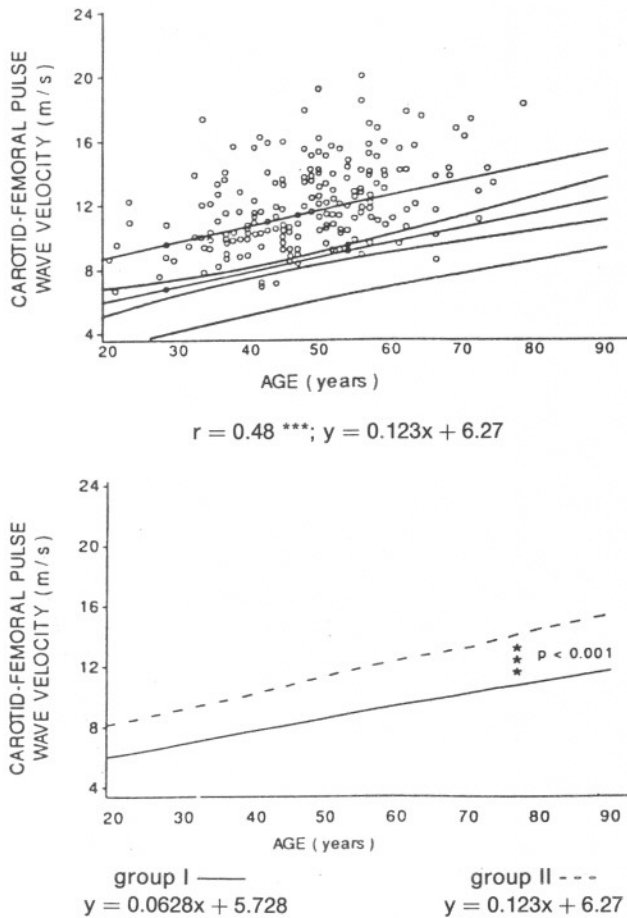 24
20
16
12
8
4
CAROTID-FEMORAL PULSE
WAVE VELOCITY (m/s)
20 30 40 50 60 70 80 90
AGE (years)
r = 0.48 ***; y = 0.123x + 6.27
24
20
16
12
8
4
CAROTID-FEMORAL PULSE
WAVE VELOCITY (m/s)
★
★ p < 0.001
★
20 30 40 50 60 70 80 90
AGE (years)
group I — group II - - -
y = 0.0628x + 5.728 y = 0.123x + 6.27